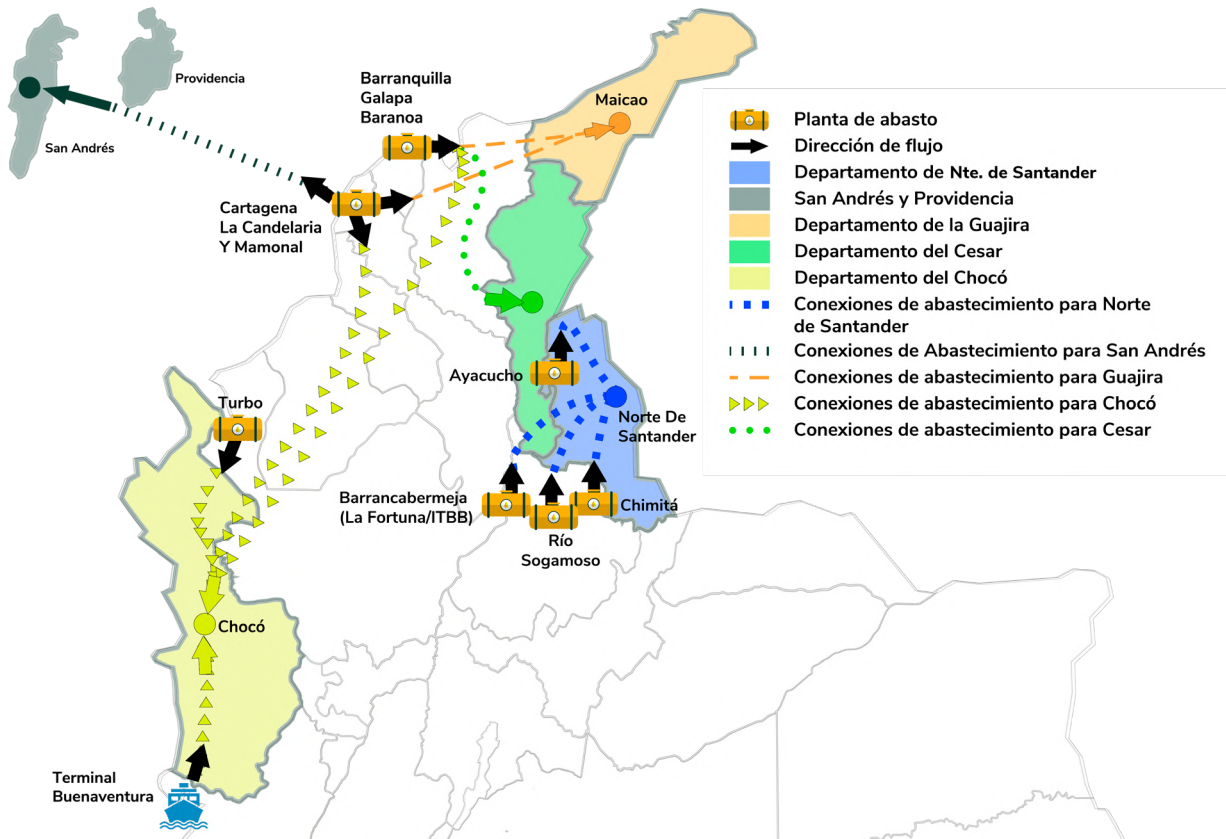 Providencia
San Andrés
Barranquilla
Galapa
Baranoa
Maicao
Cartagena
La Candelaria
Y Mamonal
Ayacucho
Turbo
Norte De
Santander
Barrancabermeja
(La Fortuna/ITBB)
Chimitá
Río
Sogamoso
Chocó
Terminal
Buenaventura
Planta de abasto
Dirección de flujo
Departamento de Nte. de Santander
San Andrés y Providencia
Departamento de la Guajira
Departamento del Cesar
Departamento del Chocó
Conexiones de abastecimiento para Norte
de Santander
Conexiones de Abastecimiento para San Andrés
Conexiones de abastecimiento para Guajira
Conexiones de abastecimiento para Chocó
Conexiones de abastecimiento para Cesar